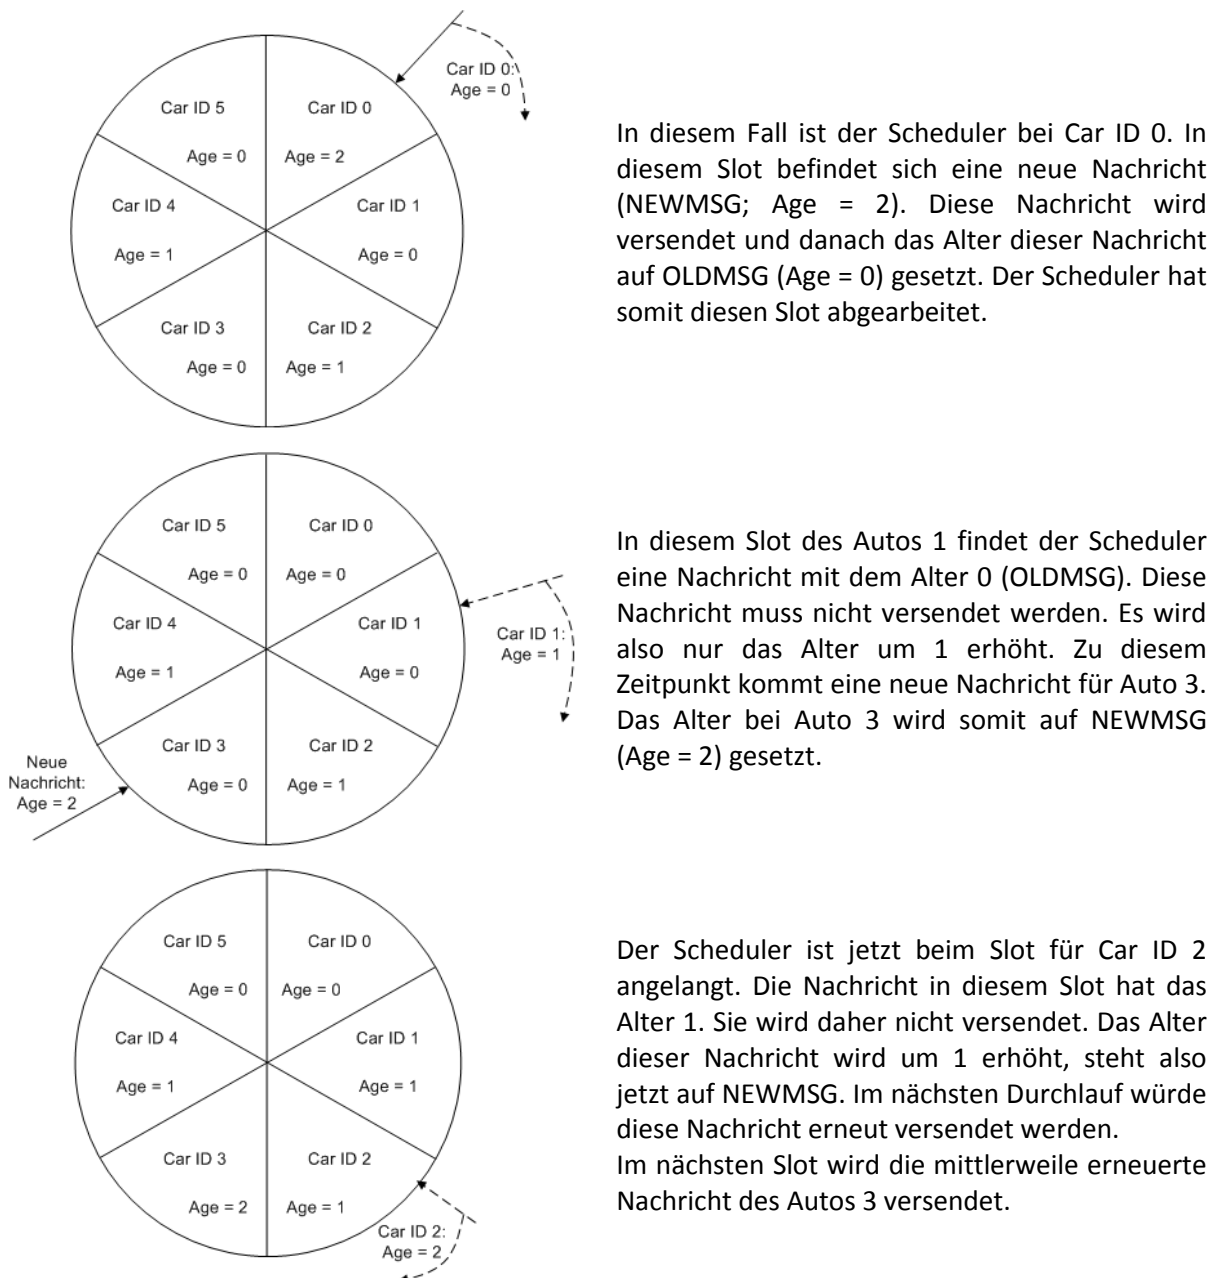 Car ID 5
Car ID 0
Age = 0
Age = 2
Car ID 4
Car ID 1
Age = 1
Age = 0
Car ID 3
Car ID 2
Age = 0
Age = 1
Car ID 0:
Age = 0
In diesem Fall ist der Scheduler bei Car ID 0. In
diesem Slot befindet sich eine neue Nachricht
(NEWMSG; Age = 2). Diese Nachricht wird
versendet und danach das Alter dieser Nachricht
auf OLDMSG (Age = 0) gesetzt. Der Scheduler hat
somit diesen Slot abgearbeitet.
Car ID 5
Car ID 0
Age = 0
Age = 0
Car ID 4
Car ID 1
Age = 1
Age = 0
Car ID 3
Car ID 2
Age = 0
Age = 1
Car ID 1:
Age = 1
Neue
Nachricht:
Age = 2
In diesem Slot des Autos 1 findet der Scheduler
eine Nachricht mit dem Alter 0 (OLDMSG). Diese
Nachricht muss nicht versendet werden. Es wird
also nur das Alter um 1 erhöht. Zu diesem
Zeitpunkt kommt eine neue Nachricht für Auto 3.
Das Alter bei Auto 3 wird somit auf NEWMSG
(Age = 2) gesetzt.
Car ID 5
Car ID 0
Age = 0
Age = 0
Car ID 4
Car ID 1
Age = 1
Age = 1
Car ID 3
Car ID 2
Age = 2
Age = 1
Car ID 2:
Age = 2
Der Scheduler ist jetzt beim Slot für Car ID 2
angelangt. Die Nachricht in diesem Slot hat das
Alter 1. Sie wird daher nicht versendet. Das Alter
dieser Nachricht wird um 1 erhöht, steht also
jetzt auf NEWMSG. Im nächsten Durchlauf würde
diese Nachricht erneut versendet werden.
Im nächsten Slot wird die mittlerweile erneuerte
Nachricht des Autos 3 versendet.